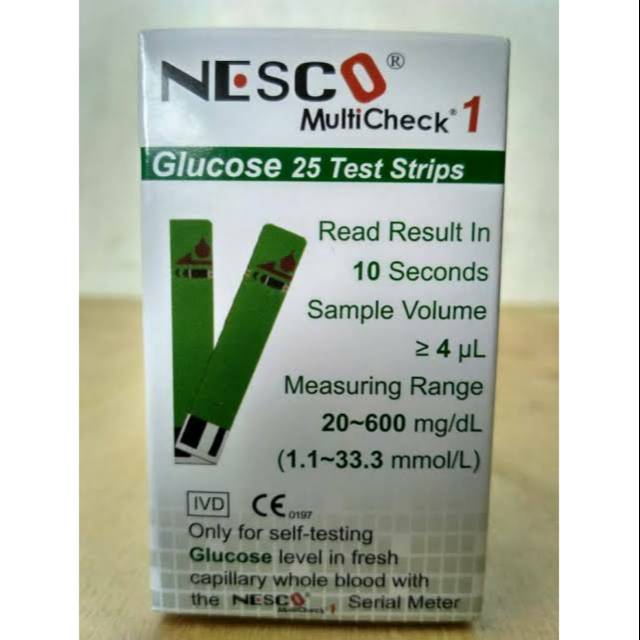 NESCO®
MultiCheck® 1
Glucose 25 Test Strips
Read Result In
10 Seconds
Sample Volume
≥ 4 µL
Measuring Range
20~600 mg/dL
(1.1~33.3 mmol/L)
IVD CE 0197
Only for self-testing
Glucose level in fresh
capillary whole blood with
the NESCO® MultiCheck® 1 Serial Meter